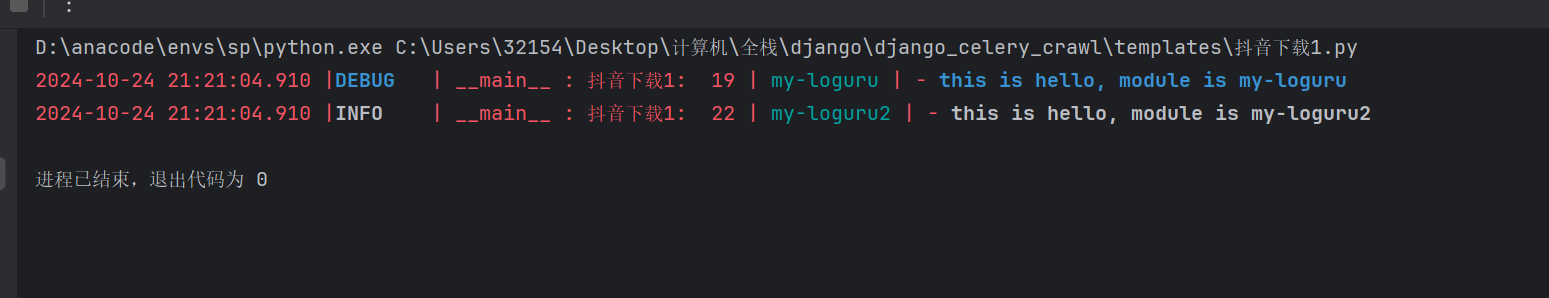 :
D:\anacode\envs\sp\python.exe C:\Users\32154\Desktop\计算机\全栈\django\django_celery_crawl\templates\抖音下载1.py
2024-10-24 21:21:04.910 |DEBUG   | __main__ : 抖音下载1:  19 | my-loguru | - this is hello, module is my-loguru
2024-10-24 21:21:04.910 |INFO    | __main__ : 抖音下载1:  22 | my-loguru2 | - this is hello, module is my-loguru2
进程已结束，退出代码为 0